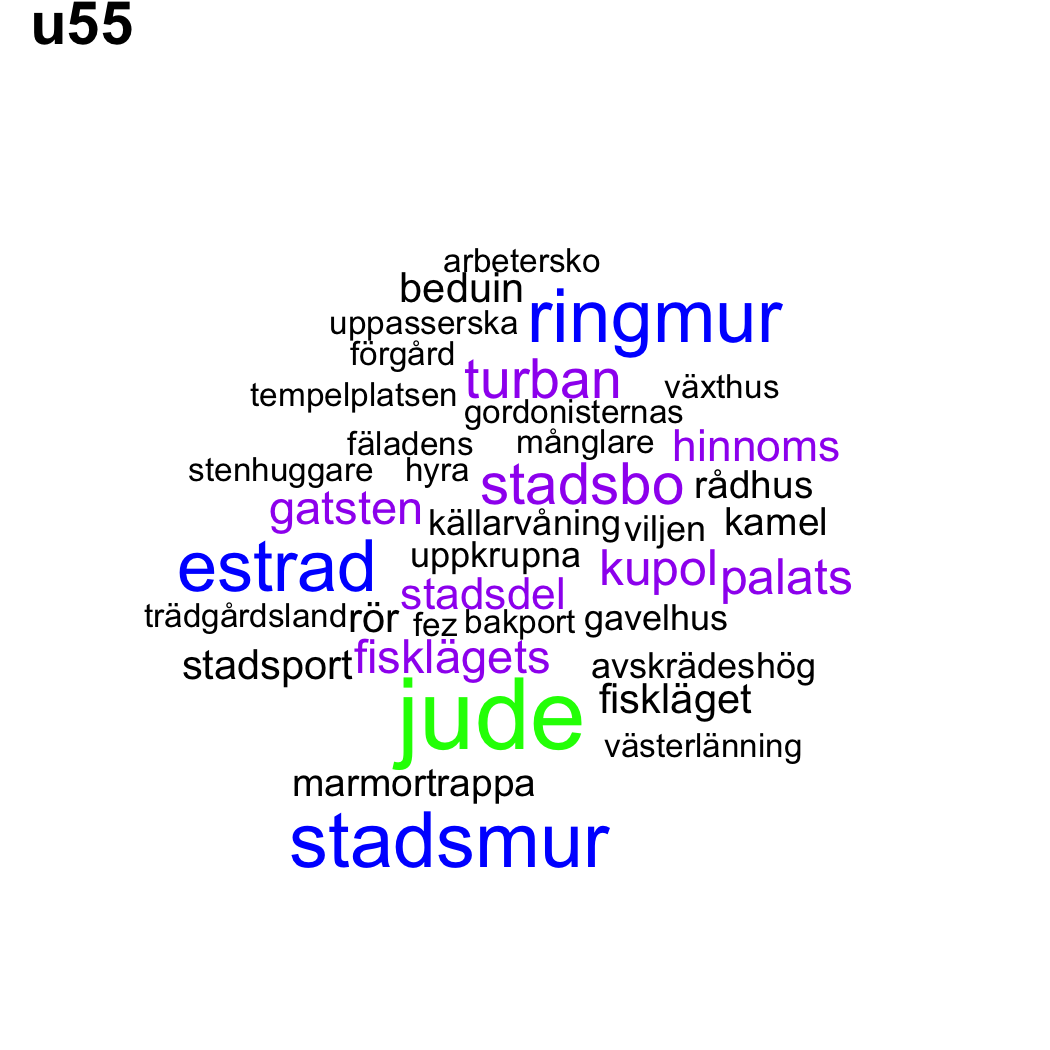 u55
arbetersko
beduin
ringmur
uppasserska
förgård
turban
växthus
tempelplatsen
gordonisternas
fäladens
månglare
hinnoms
stenhuggare
hyra
stadsbo
rådhus
gatsten
källarvåning
viljen
kamel
estrad
uppkrupna
kupol
palats
stadsdel
trädgårdsland
rör
fez
bakport
gavelhus
stadsport
fisklägets
avskrädeshög
jude
fiskläget
västerlänning
marmortrappa
stadsmur